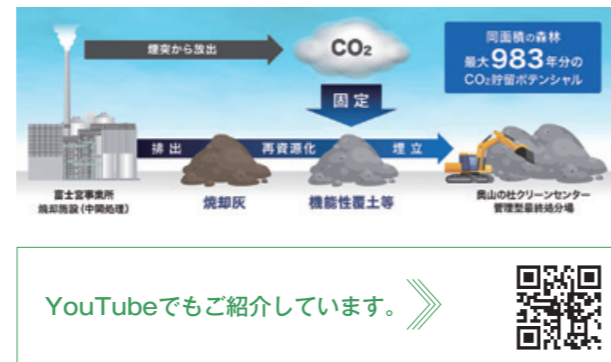 煙突から放出
CO₂
同面積の森林
最大983年分の
CO₂貯留ポテンシャル
固定
排出
再資源化
埋立
富士宮事業所
焼却施設(中間処理)
焼却灰
機能性覆土等
奥山の杜クリーンセンター
管理型最終処分場
YouTubeでもご紹介しています。